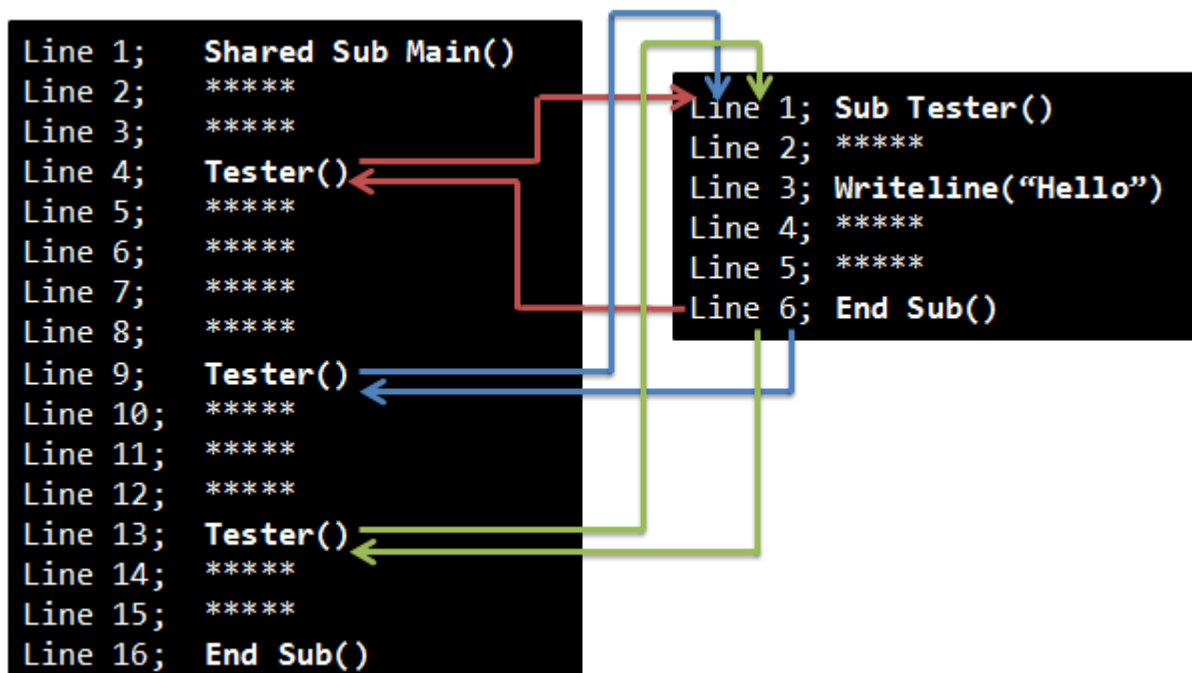 Line 1; Shared Sub Main()
Line 2; *****
Line 3; *****
Line 4; Tester()
Line 5; *****
Line 6; *****
Line 7; *****
Line 8; *****
Line 9; Tester()
Line 10; *****
Line 11; *****
Line 12; *****
Line 13; Tester()
Line 14; *****
Line 15; *****
Line 16; End Sub()
Line 1; Sub Tester()
Line 2; *****
Line 3; Writeline(“Hello”)
Line 4; *****
Line 5; *****
Line 6; End Sub()